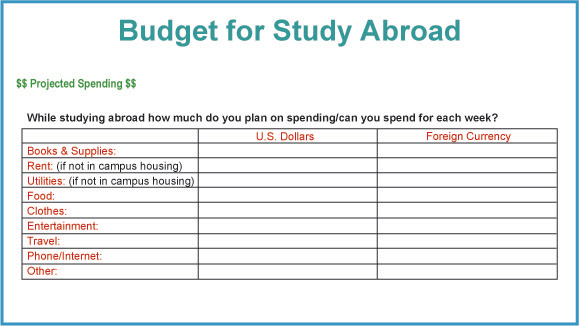 Budget for Study Abroad
$$ Projected Spending $$
While studying abroad how much do you plan on spending/can you spend for each week?
U.S. Dollars Foreign Currency
Books & Supplies:
Rent: (if not in campus housing)
Utilities: (if not in campus housing)
Food:
Clothes:
Entertainment:
Travel:
Phone/Internet:
Other: